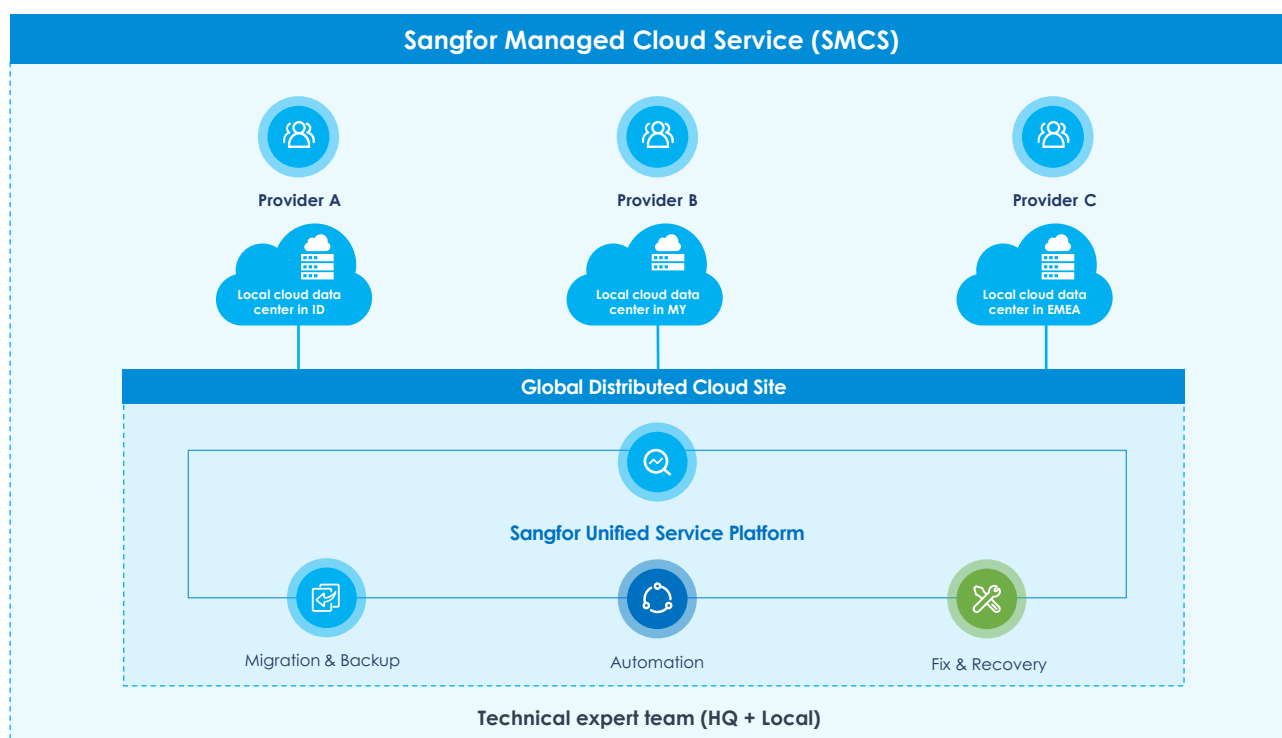 Sangfor Managed Cloud Service (SMCS)
Provider A
Provider B
Provider C
Local cloud data
center in ID
Local cloud data
center in MY
Local cloud data
center in EMEA
Global Distributed Cloud Site
Sangfor Unified Service Platform
Migration & Backup
Automation
Fix & Recovery
Technical expert team (HQ + Local)